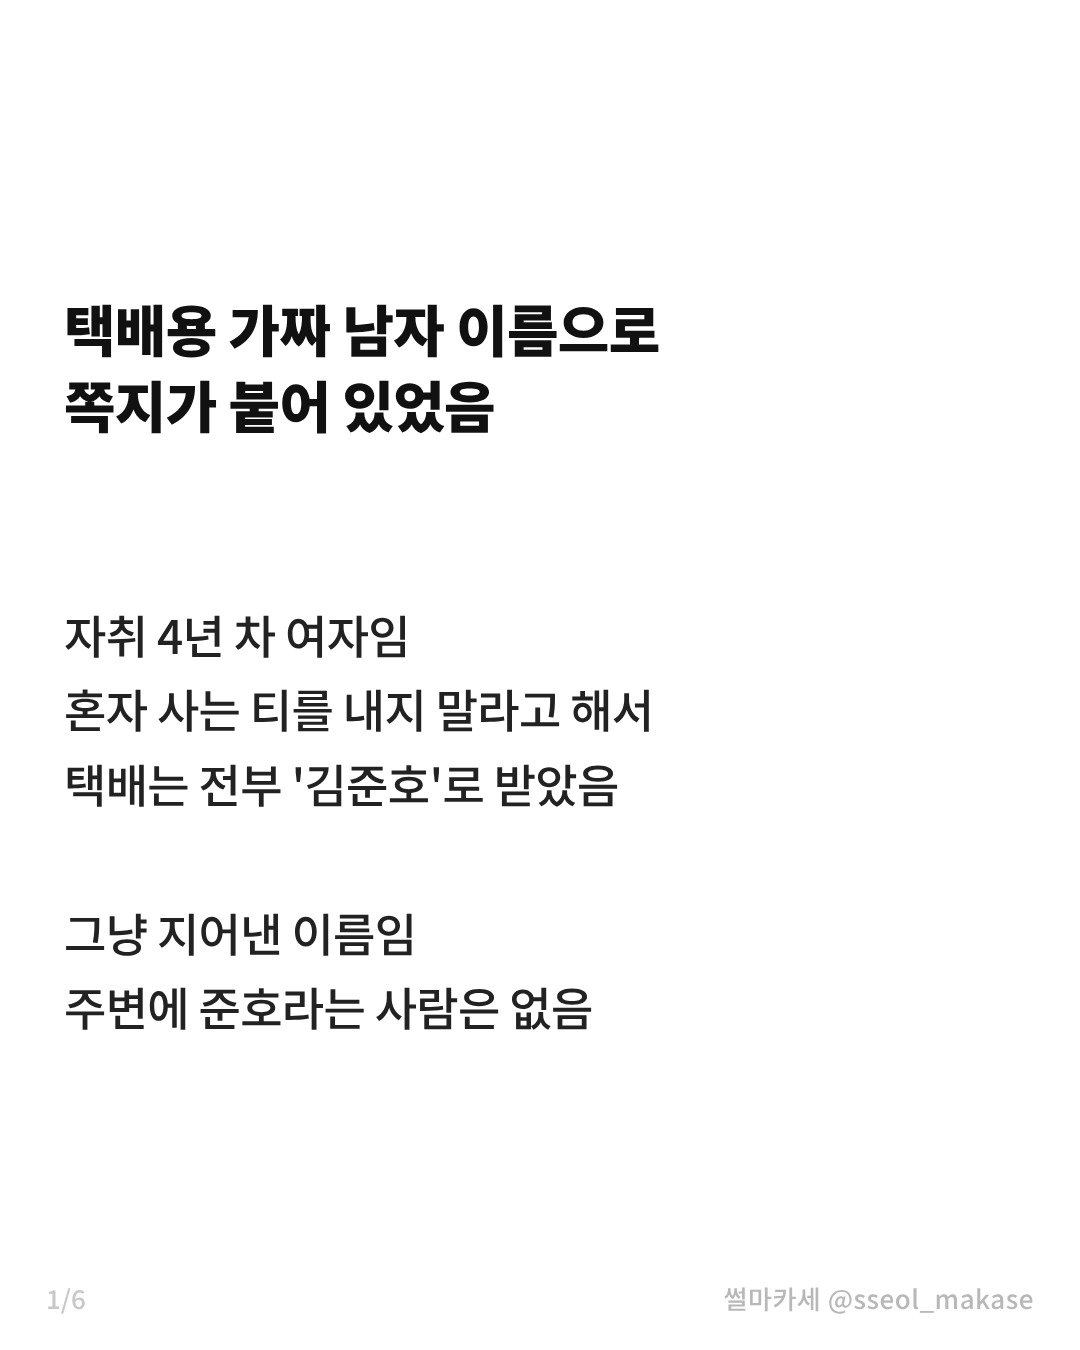 택배용 가짜 남자 이름으로
쪽지가 붙어 있었음
자취 4년 차 여자임
혼자 사는 티를 내지 말라고 해서
택배는 전부 '김준호'로 받았음
그냥 지어낸 이름임
주변에 준호라는 사람은 없음
1/6
썰마카세 @sseol_makase